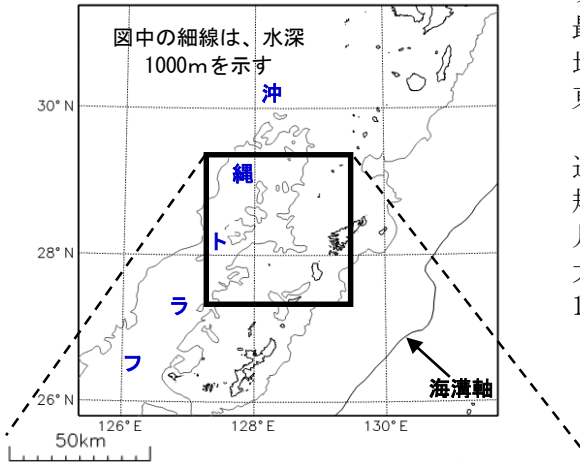 図中の細線は、水深
1000mを示す
沖
縄
ト
ラ
フ
30°N
28°N
26°N
126°E
128°E
130°E
海溝軸
50km